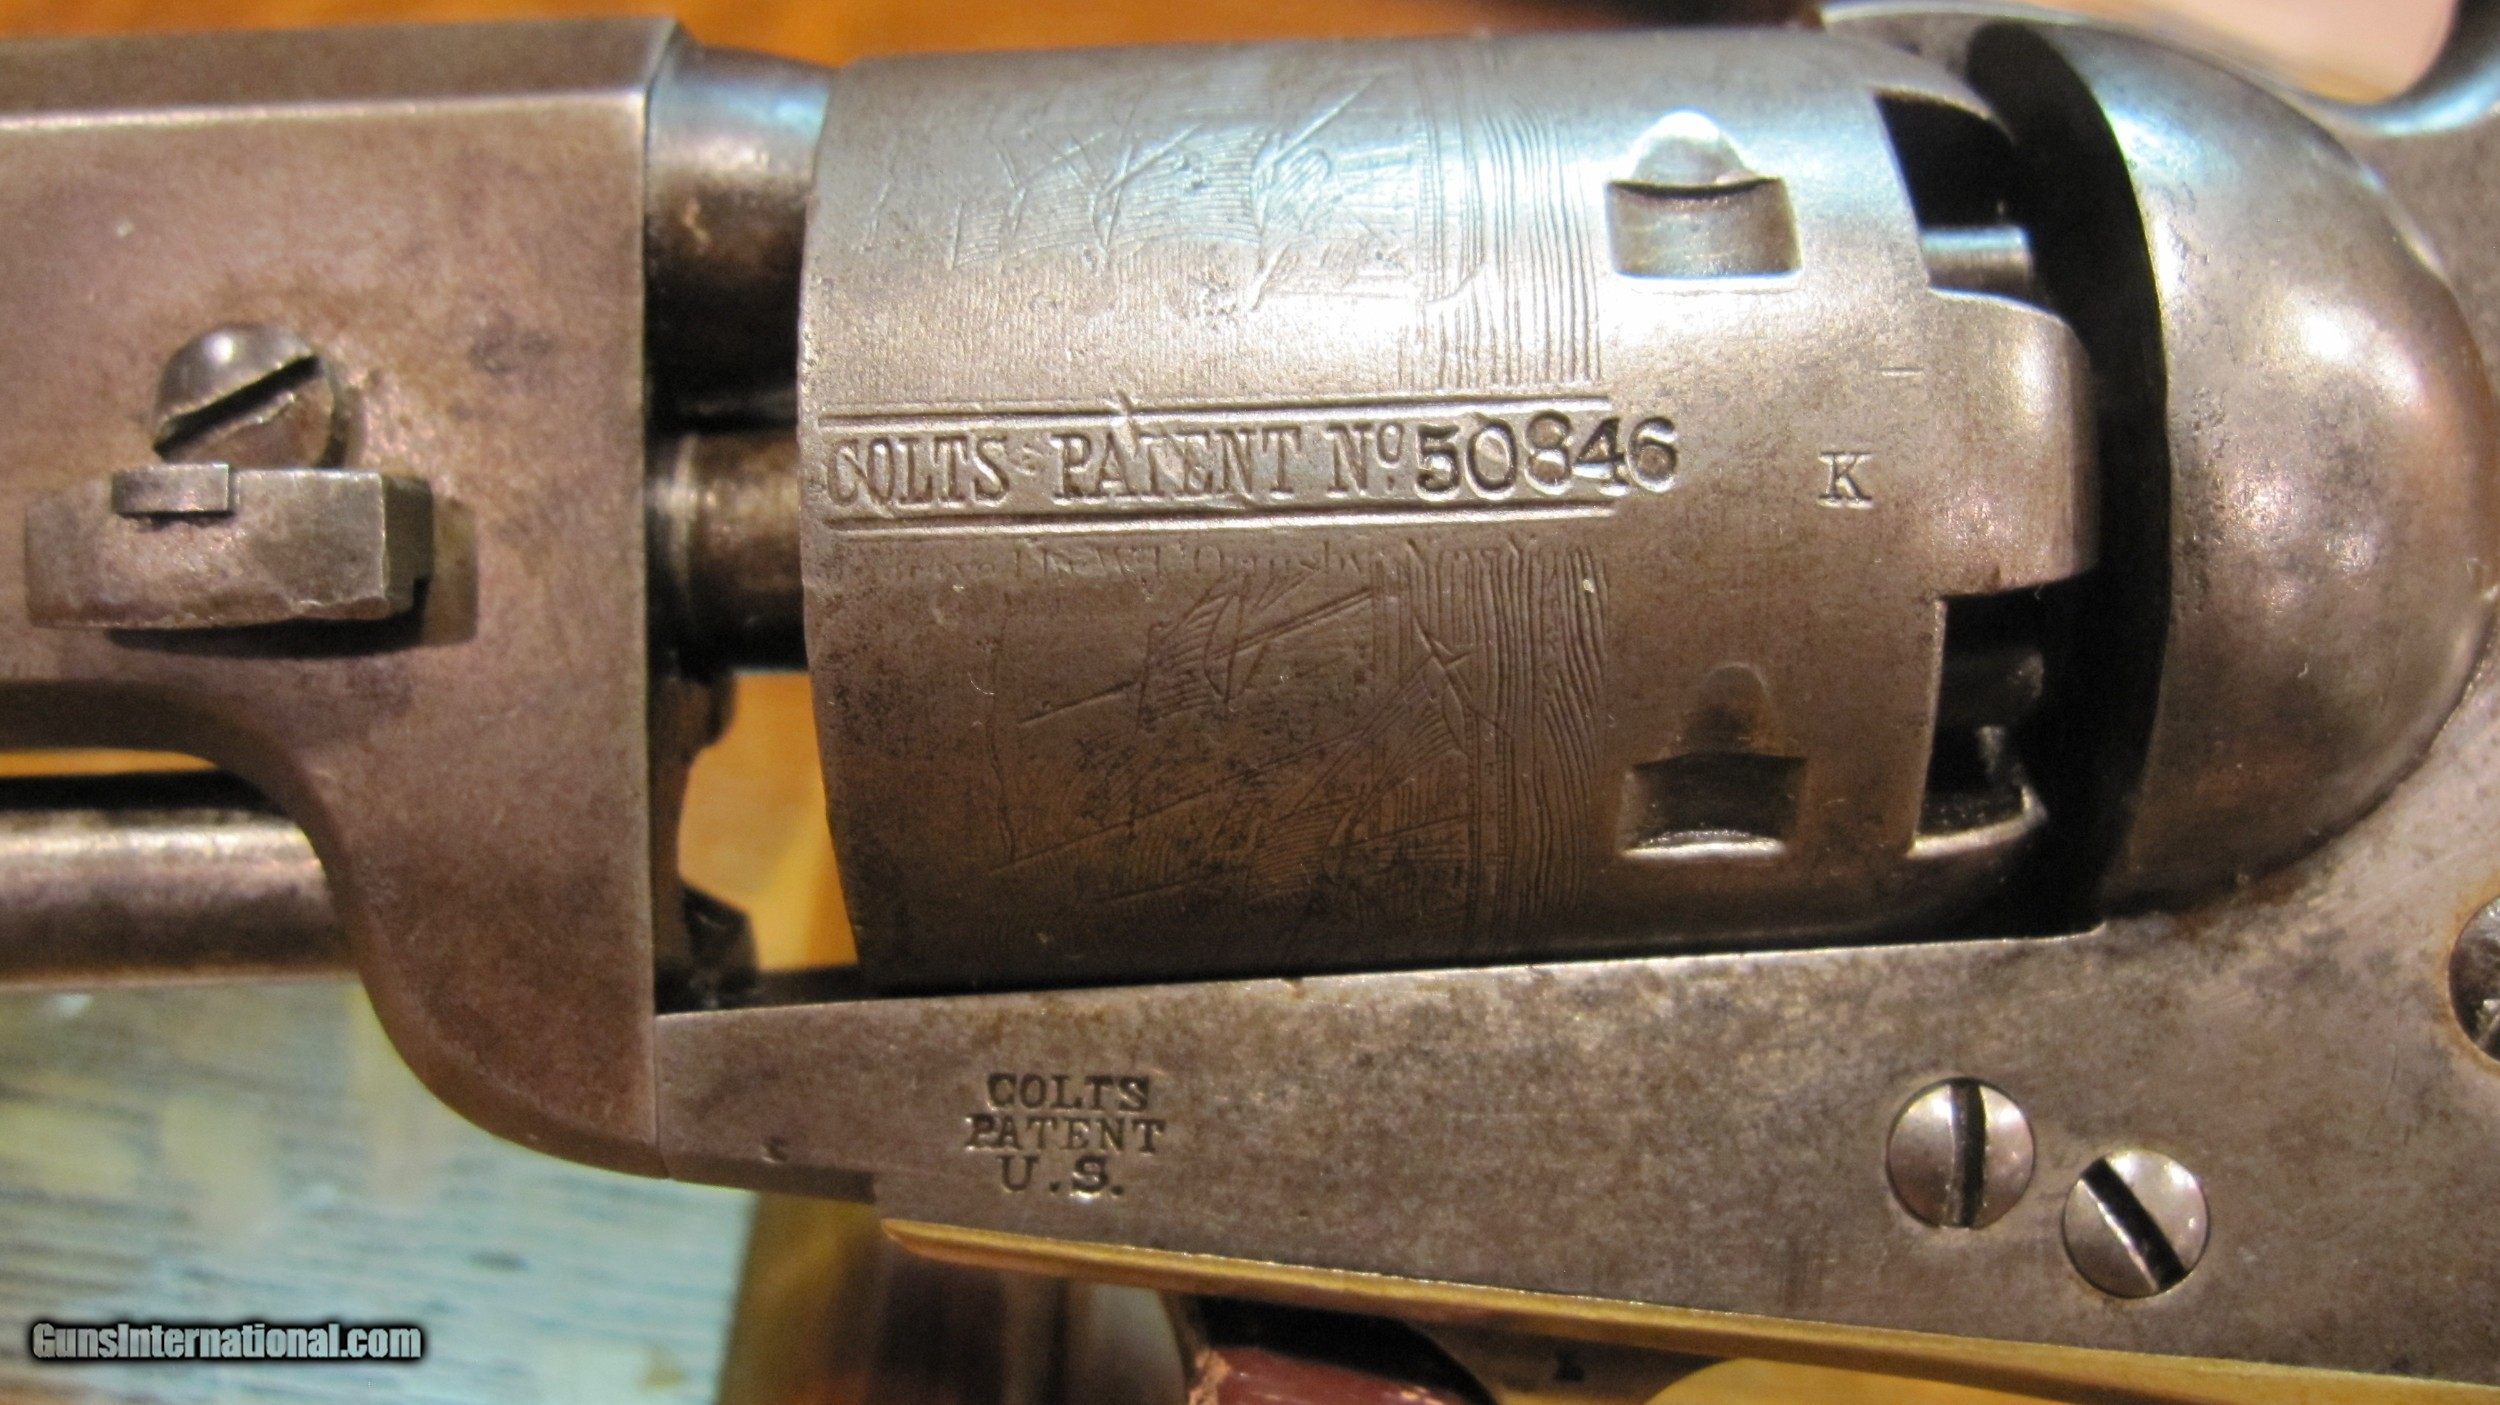 COLTS PATENT No. 50846
K
COLTS
PATENT
U.S.
S
GunsInternational.com